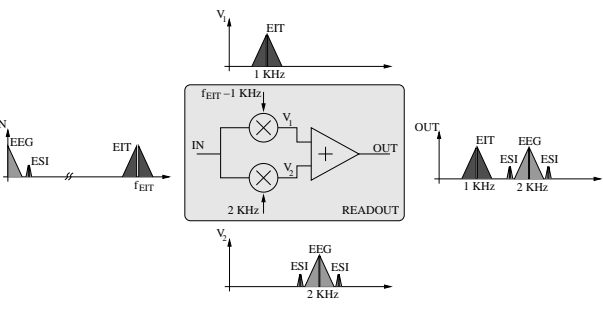 V1
EIT
1 KHz
fEIT −1 KHz
V1
IN
OUT
V2
2 KHz
READOUT
N
EEG
ESI
EIT
fEIT
OUT
EIT
EEG
ESI
ESI
1 KHz
2 KHz
V2
EEG
ESI
ESI
2 KHz